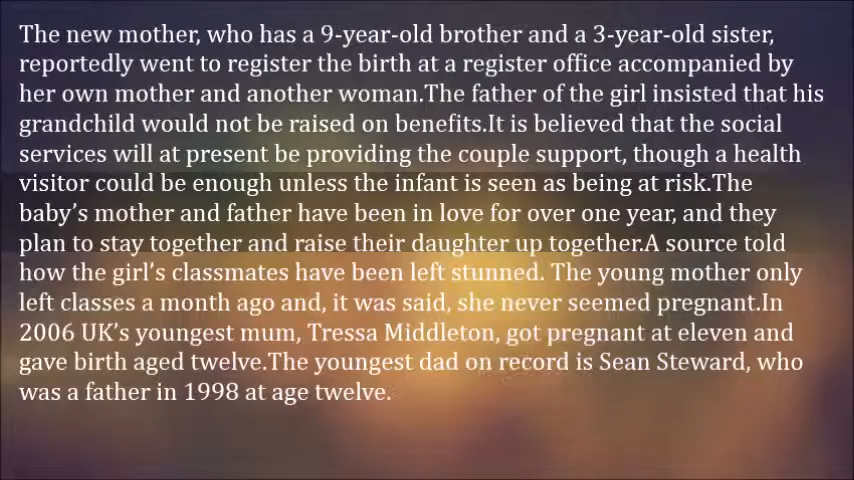 The new mother, who has a 9-year-old brother and a 3-year-old sister,
reportedly went to register the birth at a register office accompanied by
her own mother and another woman.The father of the girl insisted that his
grandchild would not be raised on benefits.It is believed that the social
services will at present be providing the couple support, though a health
visitor could be enough unless the infant is seen as being at risk.The
baby’s mother and father have been in love for over one year, and they
plan to stay together and raise their daughter up together.A source told
how the girl’s classmates have been left stunned. The young mother only
left classes a month ago and, it was said, she never seemed pregnant.In
2006 UK’s youngest mum, Tressa Middleton, got pregnant at eleven and
gave birth aged twelve.The youngest dad on record is Sean Steward, who
was a father in 1998 at age twelve.